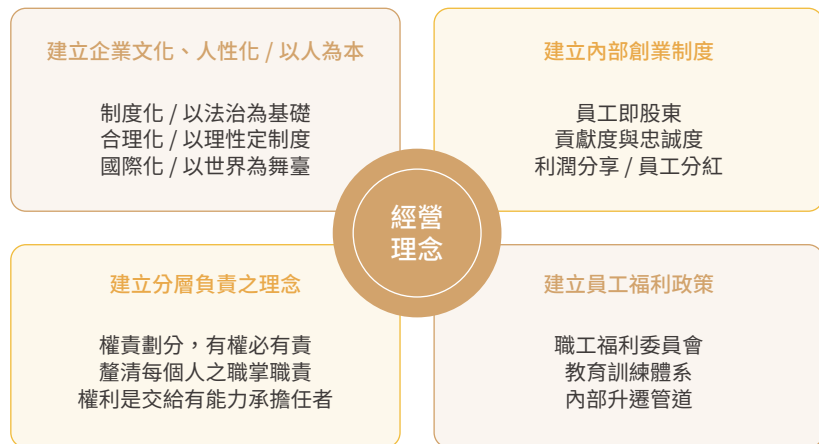 建立企業文化、人性化 / 以人為本
制度化 / 以法治為基礎
合理化 / 以理性定制度
國際化 / 以世界為舞臺
建立內部創業制度
員工即股東
貢獻度與忠誠度
利潤分享 / 員工分紅
經營
理念
建立分層負責之理念
權責劃分，有權必有責
釐清每個人之職掌職責
權利是交給有能力承擔任者
建立員工福利政策
職工福利委員會
教育訓練體系
內部升遷管道